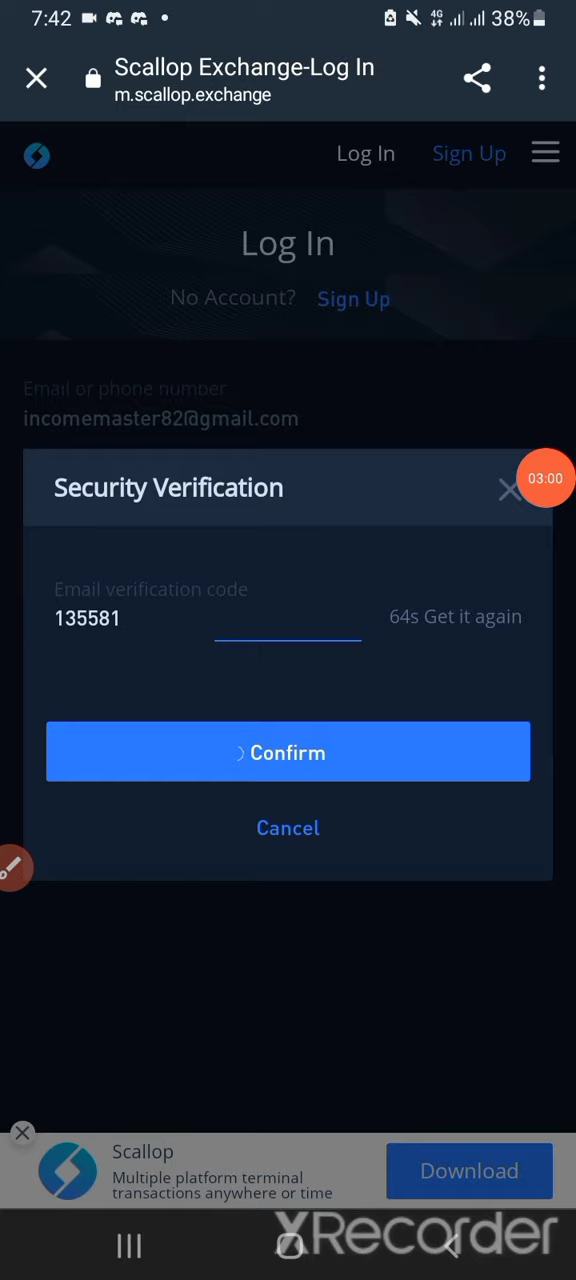 7:42
4G
38%
Scallop Exchange-Log In
m.scallop.exchange
Log In
Sign Up
Log In
No Account? Sign Up
Email or phone number
incomemaster82@gmail.com
Security Verification
03:00
Email verification code
135581
64s Get it again
Confirm
Cancel
Scallop
Multiple platform terminal
transactions anywhere or time
Download
XRecorder